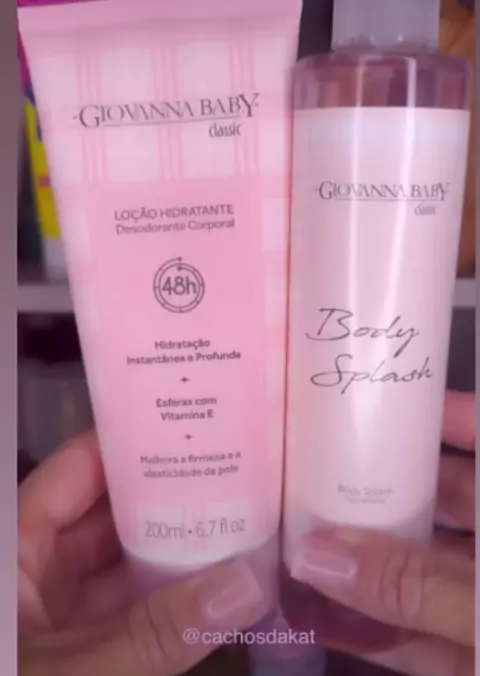 GIOVANNA BABY
classic
LOÇÃO HIDRATANTE
Desodorante Corporal
48h
Hidratação
Instantânea e Profunda
+
Esferas com
Vitamina E
+
Melhora a firmeza e a
elasticidade da pele
200ml • 6,7 fl oz
GIOVANNA BABY
classic
Body
Splash
Body Splash
@cachosdakat